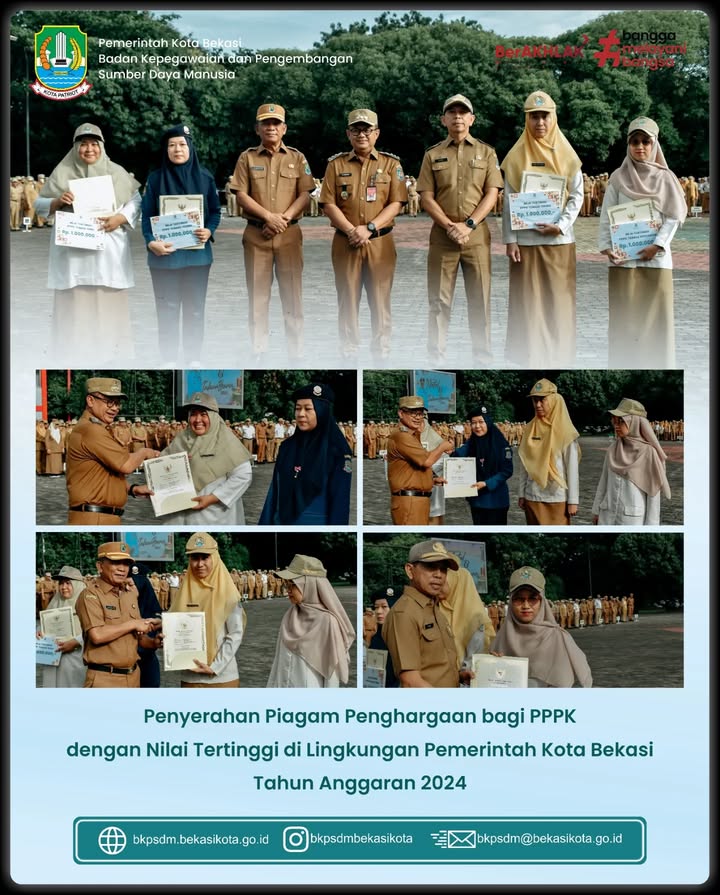 Pemerintah Kota Bekasi
Badan Kepegawaian dan Pengembangan
Sumber Daya Manusia
KOTA PATRIOT
BerAKHLAK
#bangga
melayani
bangsa
Rp. 1.000.000
Rp. 1.000.000
Rp. 1.000.000
Penyerahan Piagam Penghargaan bagi PPPK
dengan Nilai Tertinggi di Lingkungan Pemerintah Kota Bekasi
Tahun Anggaran 2024
bkpsdm.bekasikota.go.id
bkpsdmbekasikota
bkpsdm@bekasikota.go.id